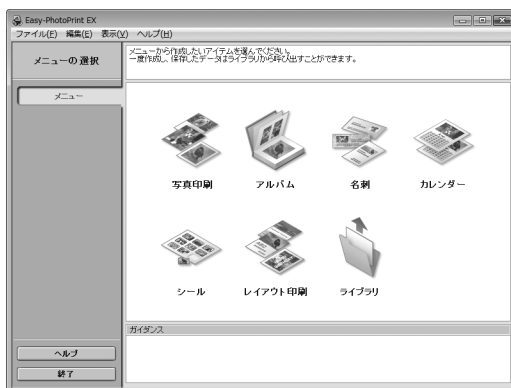 Easy-PhotoPrint EX
ファイル(F) 編集(E) 表示(V) ヘルプ(H)
メニューの選択
メニューから作成したいアイテムを選んでください。
一度作成し、保存したデータはライブラリから呼び出すことができます。
メニュー
写真印刷 アルバム 名刺 カレンダー
シール レイアウト印刷 ライブラリ
ガイダンス
ヘルプ
終了